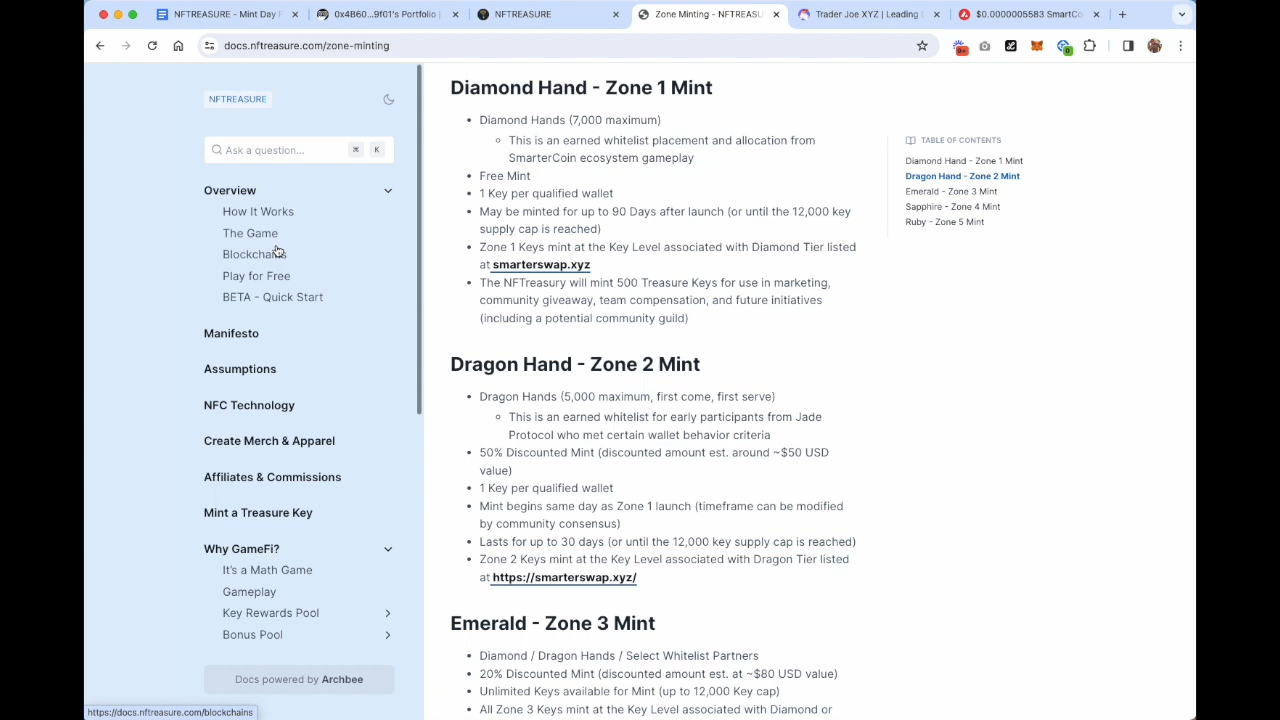 NFTREASURE - Mint Day F
0x4B60...9f01's Portfolio |
NFTREASURE
Zone Minting - NFTREASU
Trader Joe XYZ | Leading
$0.0000005583 SmartCo
docs.nftreasure.com/zone-minting
9+
0
NFTREASURE
Ask a question...
⌘
K
Overview
How It Works
The Game
Blockchains
Play for Free
BETA - Quick Start
Manifesto
Assumptions
NFC Technology
Create Merch & Apparel
Affiliates & Commissions
Mint a Treasure Key
Why GameFi?
It's a Math Game
Gameplay
Key Rewards Pool
Bonus Pool
Docs powered by Archbee
https://docs.nftreasure.com/blockchains
Diamond Hand - Zone 1 Mint
Diamond Hands (7,000 maximum)
This is an earned whitelist placement and allocation from
SmarterCoin ecosystem gameplay
Free Mint
1 Key per qualified wallet
May be minted for up to 90 Days after launch (or until the 12,000 key
supply cap is reached)
Zone 1 Keys mint at the Key Level associated with Diamond Tier listed
at smarterswap.xyz
The NFTreasury will mint 500 Treasure Keys for use in marketing,
community giveaway, team compensation, and future initiatives
(including a potential community guild)
Dragon Hand - Zone 2 Mint
Dragon Hands (5,000 maximum, first come, first serve)
This is an earned whitelist for early participants from Jade
Protocol who met certain wallet behavior criteria
50% Discounted Mint (discounted amount est. around ~$50 USD
value)
1 Key per qualified wallet
Mint begins same day as Zone 1 launch (timeframe can be modified
by community consensus)
Lasts for up to 30 days (or until the 12,000 key supply cap is reached)
Zone 2 Keys mint at the Key Level associated with Dragon Tier listed
at https://smarterswap.xyz/
Emerald - Zone 3 Mint
Diamond / Dragon Hands / Select Whitelist Partners
20% Discounted Mint (discounted amount est. at ~$80 USD value)
Unlimited Keys available for Mint (up to 12,000 Key cap)
All Zone 3 Keys mint at the Key Level associated with Diamond or
TABLE OF CONTENTS
Diamond Hand - Zone 1 Mint
Dragon Hand - Zone 2 Mint
Emerald - Zone 3 Mint
Sapphire - Zone 4 Mint
Ruby - Zone 5 Mint